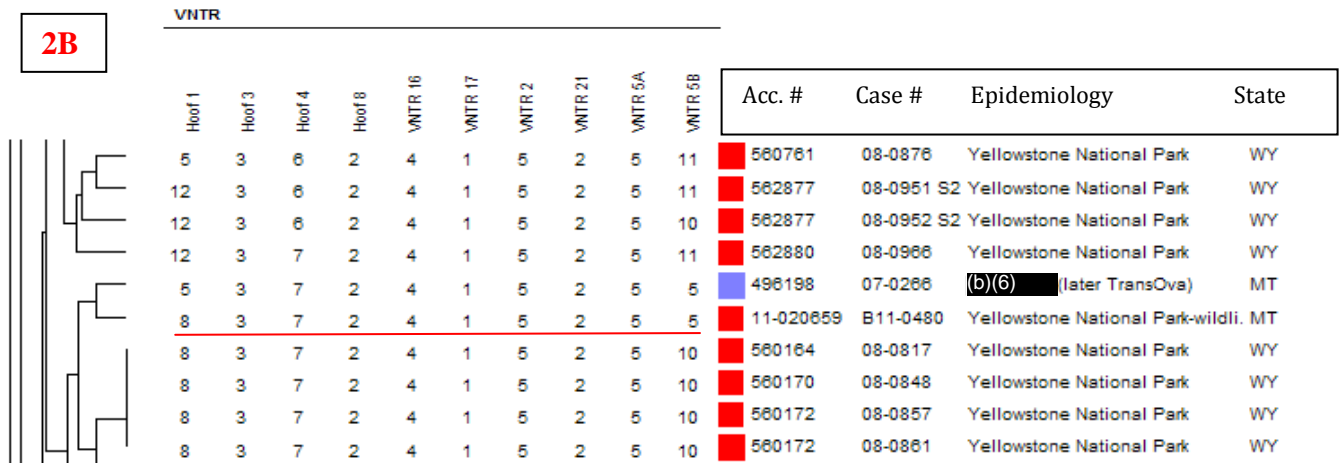 2B
VNTR
Hoof 1 Hoof 3 Hoof 4 Hoof 8 VNTR 16 VNTR 17 VNTR 2 VNTR 21 VNTR 5A VNTR 5B Acc. # Case # Epidemiology State
5 3 6 2 4 1 5 2 5 11 560761 08-0876 Yellowstone National Park WY
12 3 6 2 4 1 5 2 5 11 562877 08-0951 S2 Yellowstone National Park WY
12 3 6 2 4 1 5 2 5 10 562877 08-0952 S2 Yellowstone National Park WY
12 3 7 2 4 1 5 2 5 11 562880 08-0966 Yellowstone National Park WY
5 3 7 2 4 1 5 2 5 5 496198 07-0266 (b)(6) (later TransOva) MT
8 3 7 2 4 1 5 2 5 5 11-020659 B11-0480 Yellowstone National Park-wildli. MT
8 3 7 2 4 1 5 2 5 10 560164 08-0817 Yellowstone National Park WY
8 3 7 2 4 1 5 2 5 10 560170 08-0848 Yellowstone National Park WY
8 3 7 2 4 1 5 2 5 10 560172 08-0857 Yellowstone National Park WY
8 3 7 2 4 1 5 2 5 10 560172 08-0861 Yellowstone National Park WY